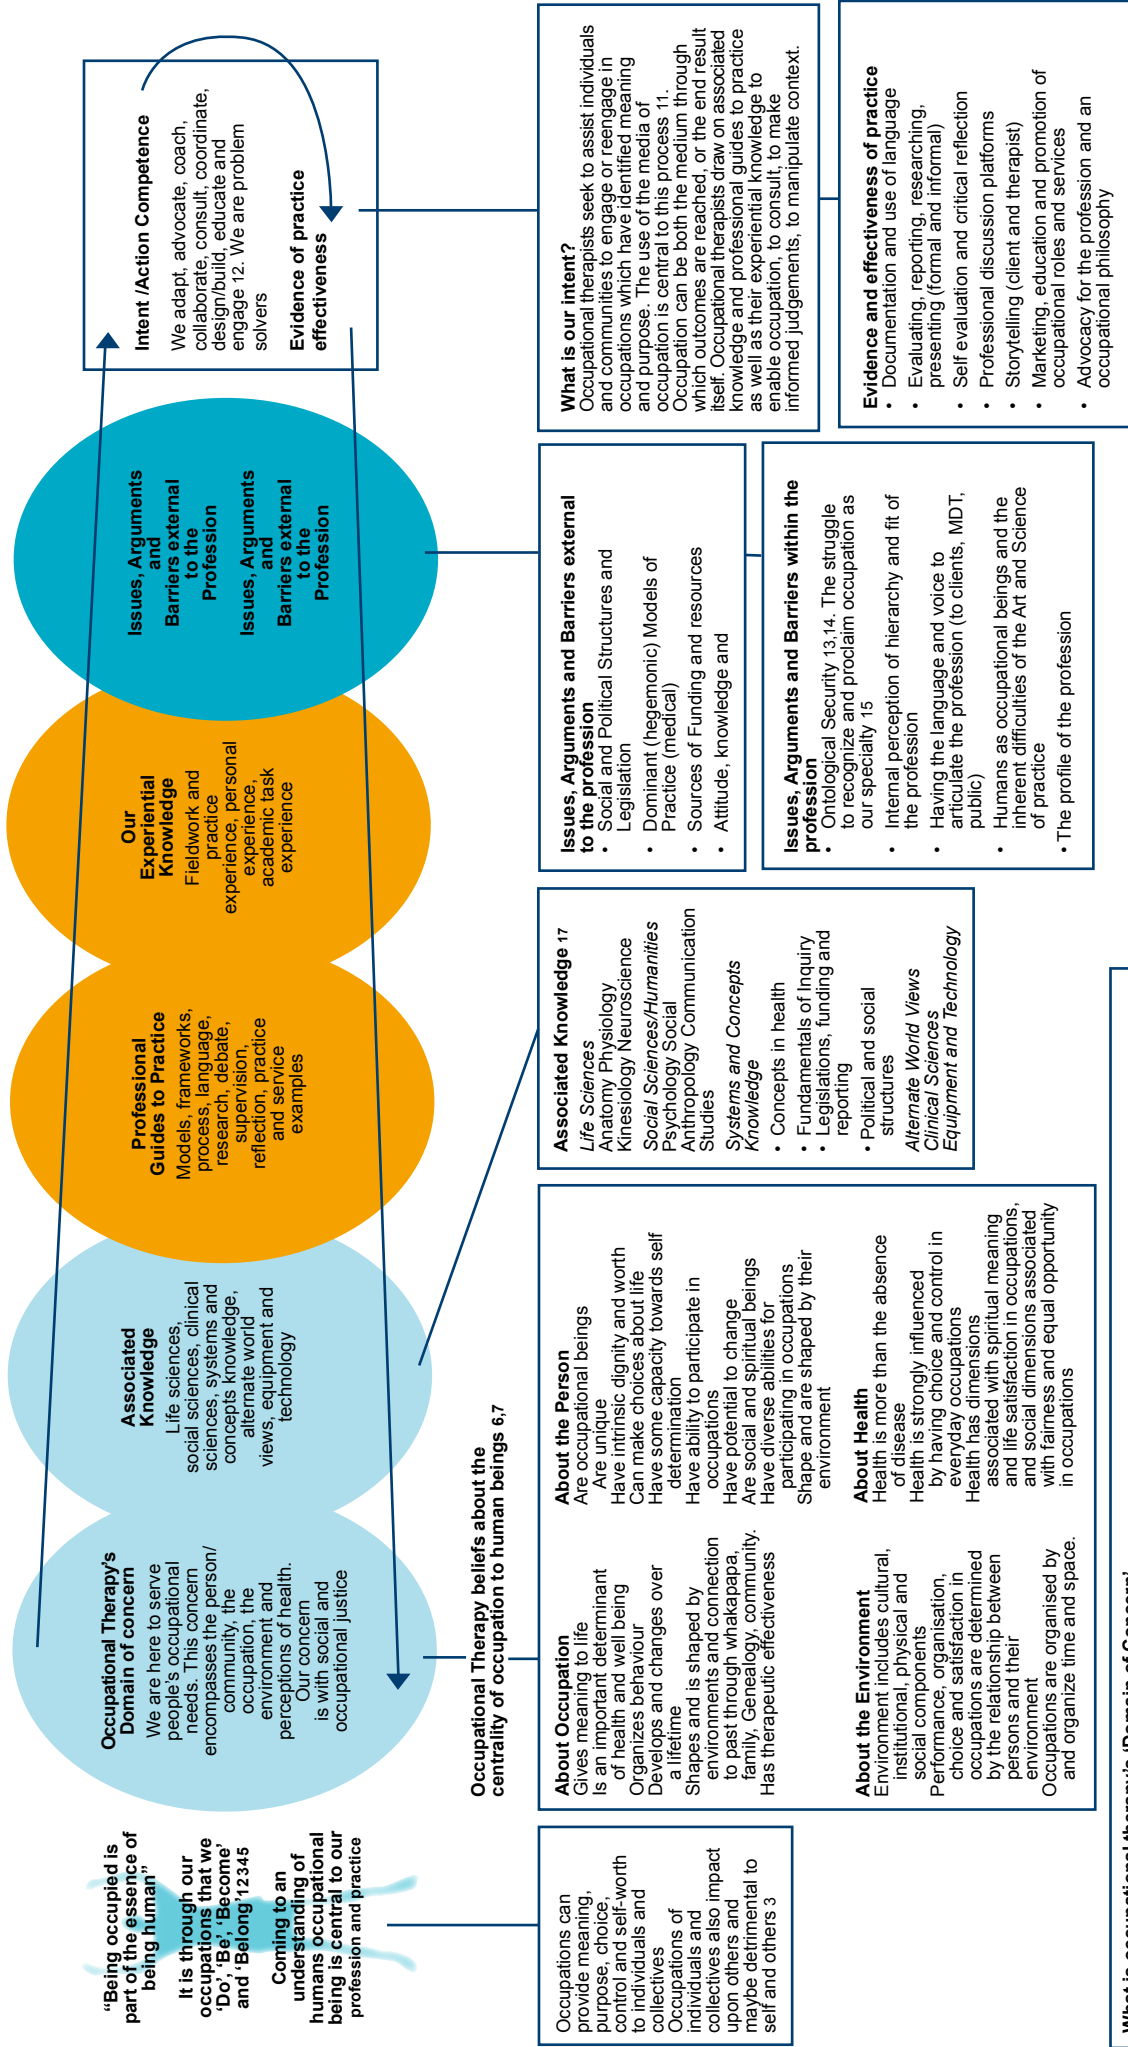 “Being occupied is
part of the essence of
being human”
It is through our
occupations that we
‘Do’, ‘Be’, ‘Become’
and ‘Belong’12345
Coming to an
understanding of
humans occupational
being is central to our
profession and practice
Occupational Therapy's
Domain of concern
We are here to serve
people's occupational
needs. This concern
encompasses the person/
community, the
occupation, the
environment and
perceptions of health.
Our concern
is with social and
occupational justice
Associated
Knowledge
Life sciences,
social sciences, clinical
sciences, systems and
concepts knowledge,
alternate world
views, equipment and
technology
Professional
Guides to Practice
Models, frameworks,
process, language,
research, debate,
supervision,
reflection, practice
and service
examples
Our
Experiential
Knowledge
Fieldwork and
practice
experience, personal
experience,
academic task
experience
Issues, Arguments
and
Barriers external
to the
Profession
Issues, Arguments
and
Barriers external
to the
Profession
Intent /Action Competence
We adapt, advocate, coach,
collaborate, consult, coordinate,
design/build, educate and
engage 12. We are problem
solvers
Evidence of practice
effectiveness
Occupations can
provide meaning,
purpose, choice,
control and self-worth
to individuals and
collectives
Occupations of
individuals and
collectives also impact
upon others and
maybe detrimental to
self and others 3
Occupational Therapy beliefs about the
centrality of occupation to human beings 6,7
About Occupation
Gives meaning to life
Is an important determinant
of health and well being
Organizes behaviour
Develops and changes over
a lifetime
Shapes and is shaped by
environments and connection
to past through whakapapa,
family, Genealogy, community.
Has therapeutic effectiveness
About the Person
Are occupational beings
Are unique
Have intrinsic dignity and worth
Can make choices about life
Have some capacity towards self
determination
Have ability to participate in
occupations
Have potential to change
Are social and spiritual beings
Have diverse abilities for
participating in occupations
Shape and are shaped by their
environment
About the Environment
Environment includes cultural,
institutional, physical and
social components
Performance, organisation,
choice and satisfaction in
occupations are determined
by the relationship between
persons and their
environment
Occupations are organised by
and organize time and space.
About Health
Health is more than the absence
of disease
Health is strongly influenced
by having choice and control in
everyday occupations
Health has dimensions
associated with spiritual meaning
and life satisfaction in occupations,
and social dimensions associated
with fairness and equal opportunity
in occupations
Associated Knowledge 17
Life Sciences
Anatomy Physiology
Kinesiology Neuroscience
Social Sciences/Humanities
Psychology Social
Anthropology Communication
Studies
Systems and Concepts
Knowledge
• Concepts in health
• Fundamentals of Inquiry
• Legislations, funding and
reporting
• Political and social
structures
Alternate World Views
Clinical Sciences
Equipment and Technology
Issues, Arguments and Barriers external
to the profession
• Social and Political Structures and
Legislation
• Dominant (hegemonic) Models of
Practice (medical)
• Sources of Funding and resources
• Attitude, knowledge and
Issues, Arguments and Barriers within the
profession
• Ontological Security 13,14. The struggle
to recognize and proclaim occupation as
our specialty 15
• Internal perception of hierarchy and fit of
the profession
• Having the language and voice to
articulate the profession (to clients, MDT,
public)
• Humans as occupational beings and the
inherent difficulties of the Art and Science
of practice
• The profile of the profession
What is our intent?
Occupational therapists seek to assist individuals
and communities to engage or reengage in
occupations which have identified meaning
and purpose. The use of the media of
occupation is central to this process 11.
Occupation can be both the medium through
which outcomes are reached, or the end result
itself. Occupational therapists draw on associated
knowledge and professional guides to practice
as well as their experiential knowledge to
enable occupation, to consult, to make
informed judgements, to manipulate context.
Evidence and effectiveness of practice
• Documentation and use of language
• Evaluating, reporting, researching,
presenting (formal and informal)
• Self evaluation and critical reflection
• Professional discussion platforms
• Storytelling (client and therapist)
• Marketing, education and promotion of
occupational roles and services
• Advocacy for the profession and an
occupational philosophy
What is occupational therapy's ‘Domain of Concern’